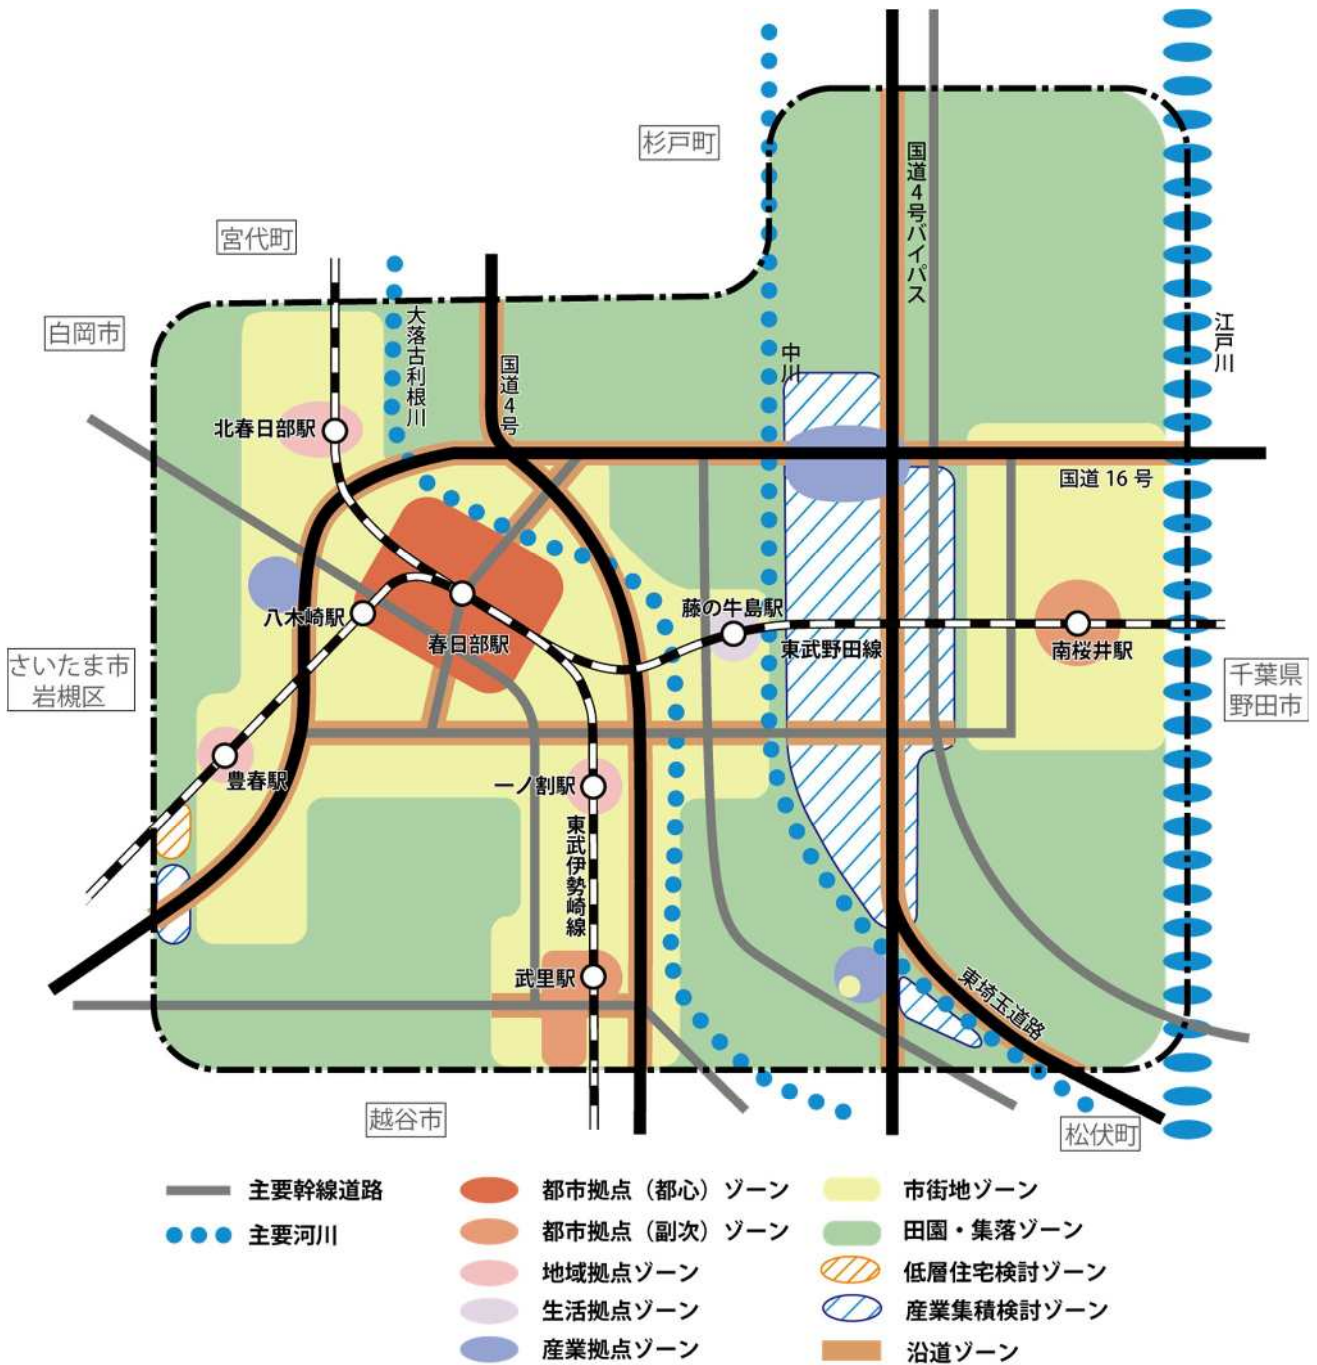 杉戸町
国道4号バイパス
宮代町
江戸川
大落古利根川
白岡市
中川
国道4号
北春日部駅
国道16号
藤の牛島駅
八木崎駅
春日部駅
東武野田線
南桜井駅
さいたま市
岩槻区
千葉県
野田市
豊春駅
一ノ割駅
東武伊勢崎線
武里駅
東埼玉道路
越谷市
松伏町
主要幹線道路
主要河川
都市拠点（都心）ゾーン
都市拠点（副次）ゾーン
地域拠点ゾーン
生活拠点ゾーン
産業拠点ゾーン
市街地ゾーン
田園・集落ゾーン
低層住宅検討ゾーン
産業集積検討ゾーン
沿道ゾーン